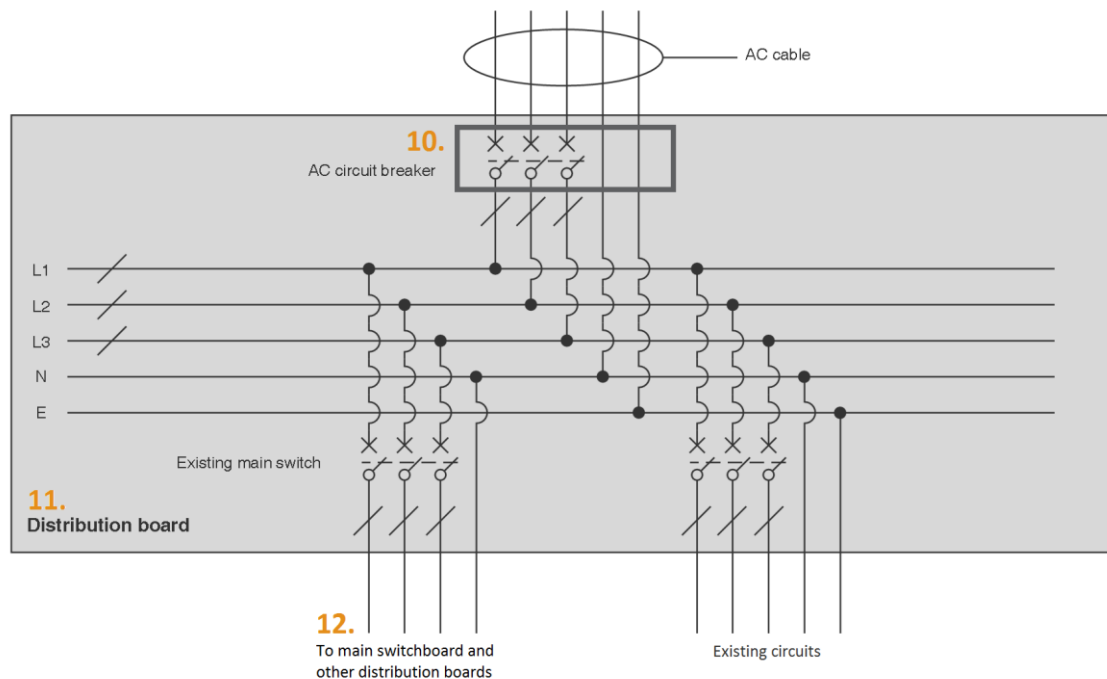 AC cable
10.
AC circuit breaker
L1
L2
L3
N
E
Existing main switch
11.
Distribution board
12.
To main switchboard and
other distribution boards
Existing circuits